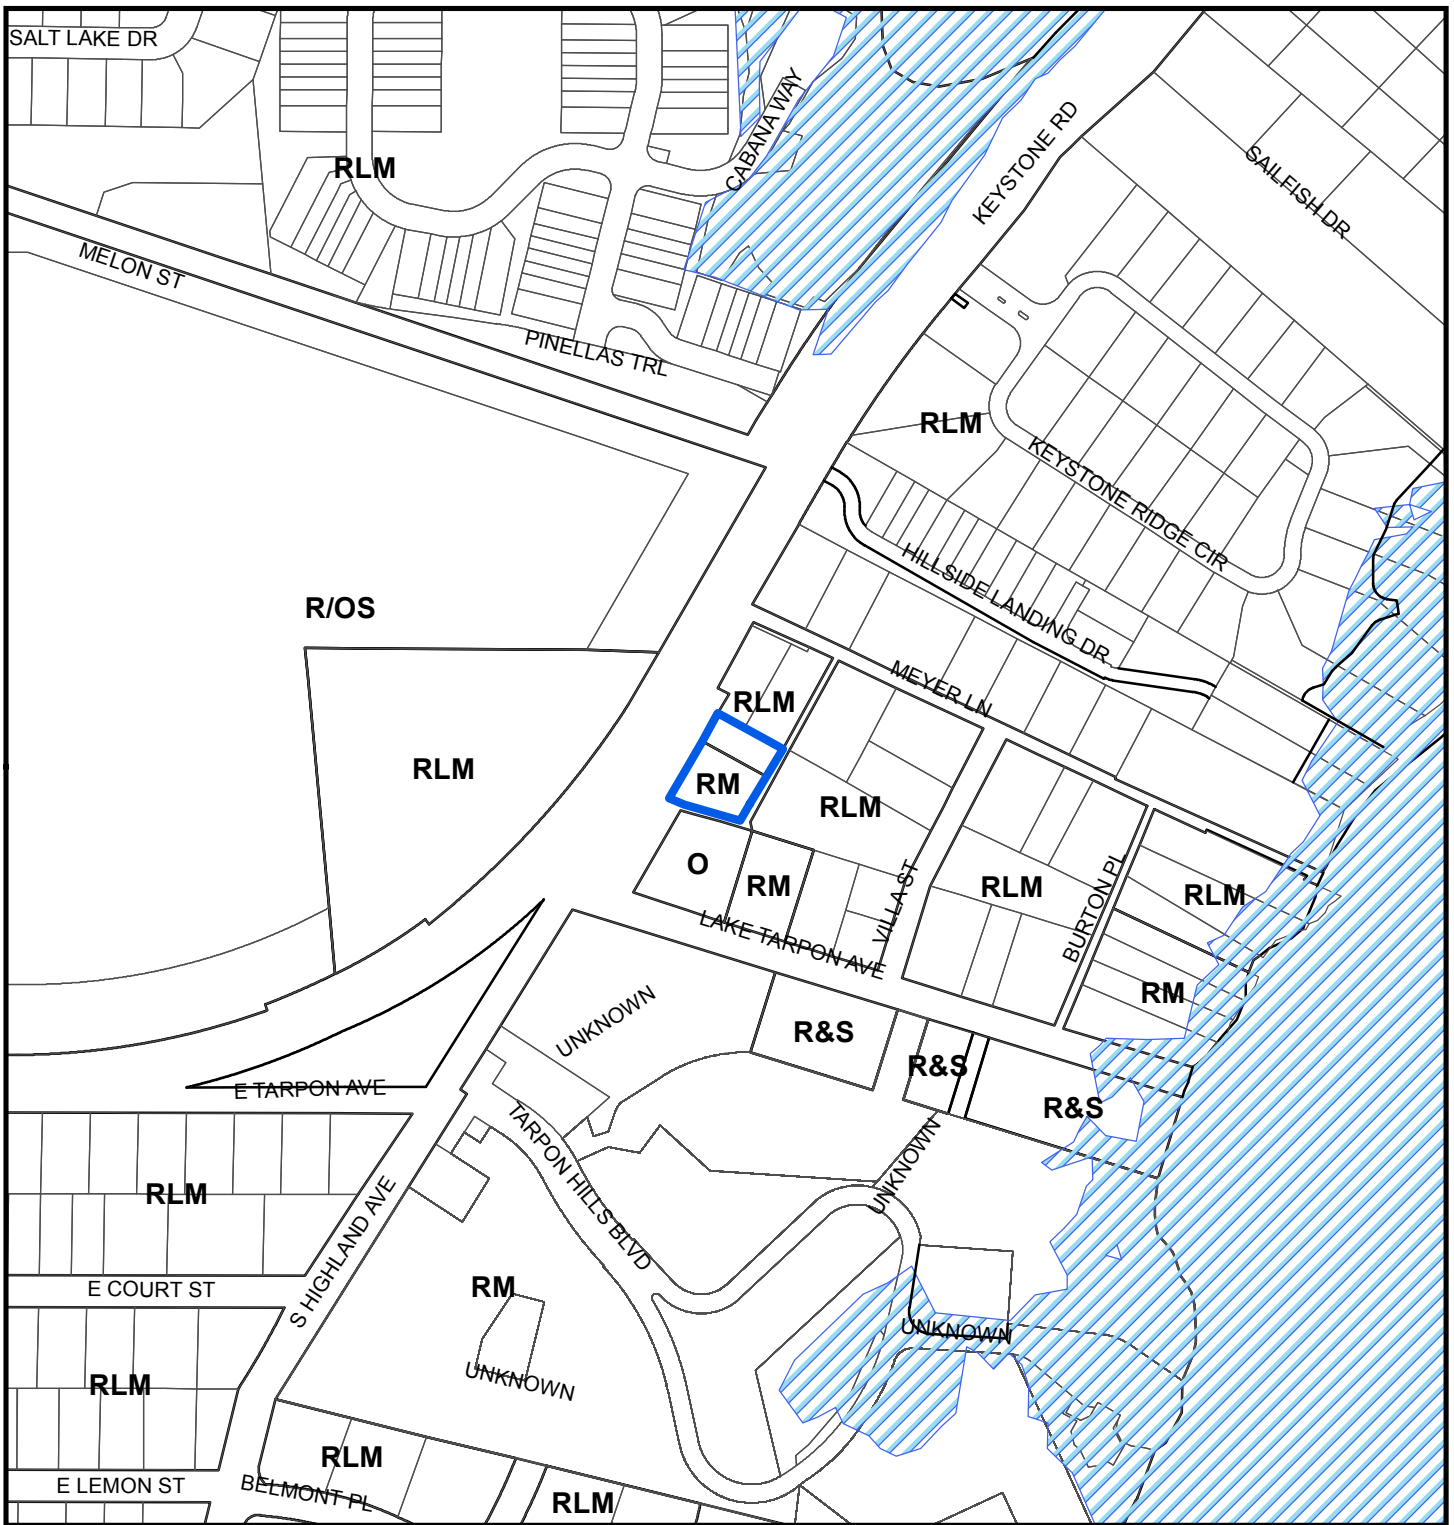 SALT LAKE DR
CABANA WAY
KEYSTONE RD
SAILFISH DR
RLM
MELON ST
PINELLAS TRL
RLM
KEYSTONE RIDGE CIR
HILLSIDE LANDING DR
R/OS
MEYER LN
RLM
RLM
RM
RLM
O
RM
VILLA ST
RLM
BURTON PL
RLM
LAKE TARPON AVE
RM
UNKNOWN
R&S
R&S
R&S
E TARPON AVE
TARPON HILLS BLVD
UNKNOWN
RLM
S HIGHLAND AVE
E COURT ST
RM
UNKNOWN
UNKNOWN
RLM
RLM
E LEMON ST
BELMONT PL
RLM